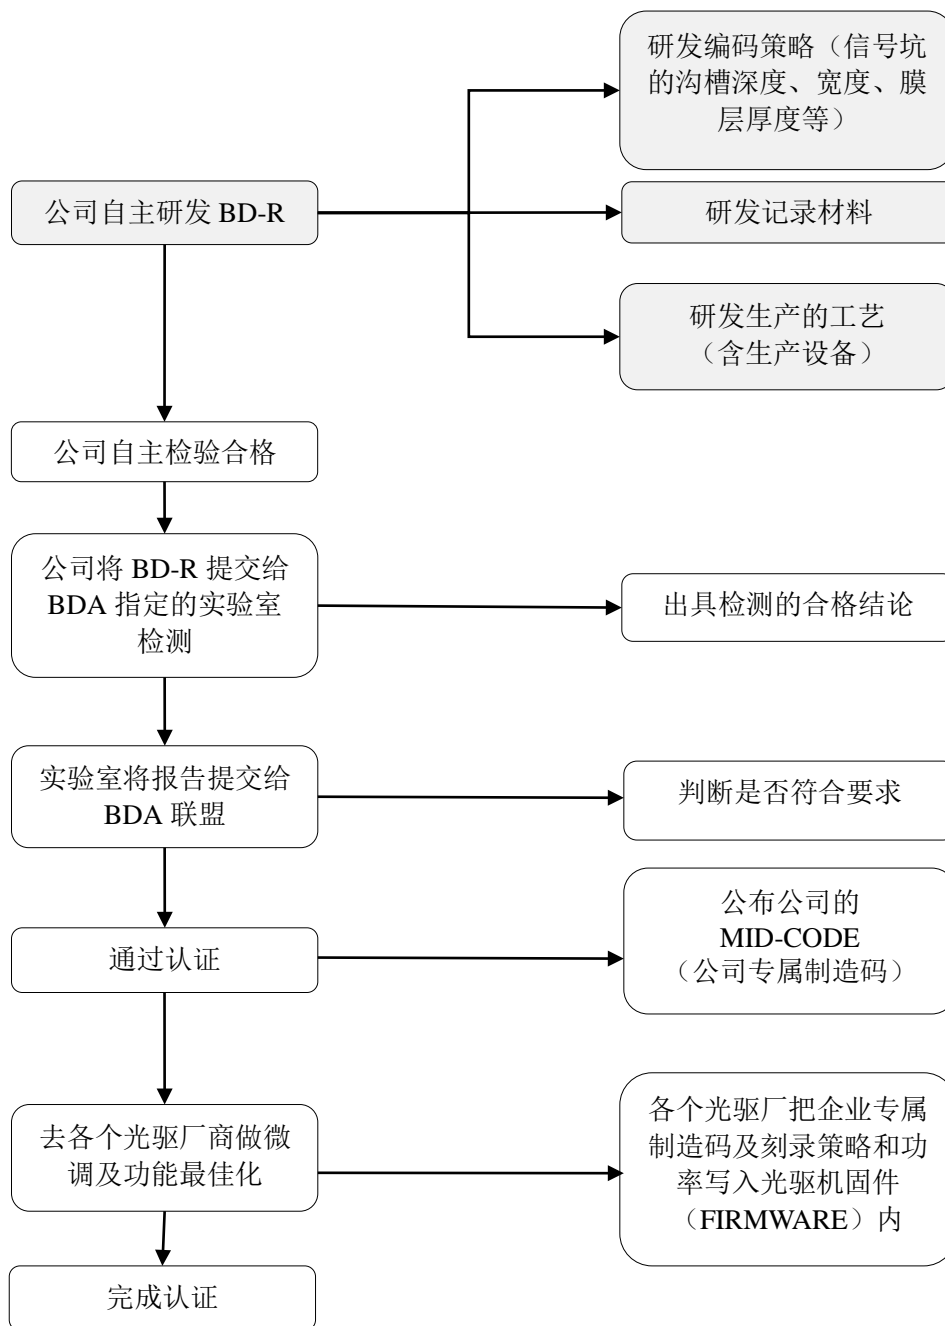 研发编码策略（信号坑
的沟槽深度、宽度、膜
层厚度等）
公司自主研发 BD-R
研发记录材料
研发生产的工艺
（含生产设备）
公司自主检验合格
公司将 BD-R 提交给
BDA 指定的实验室
检测
出具检测的合格结论
实验室将报告提交给
BDA 联盟
判断是否符合要求
通过认证
公布公司的
MID-CODE
（公司专属制造码）
去各个光驱厂商做微
调及功能最佳化
各个光驱厂把企业专属
制造码及刻录策略和功
率写入光驱机固件
（FIRMWARE）内
完成认证